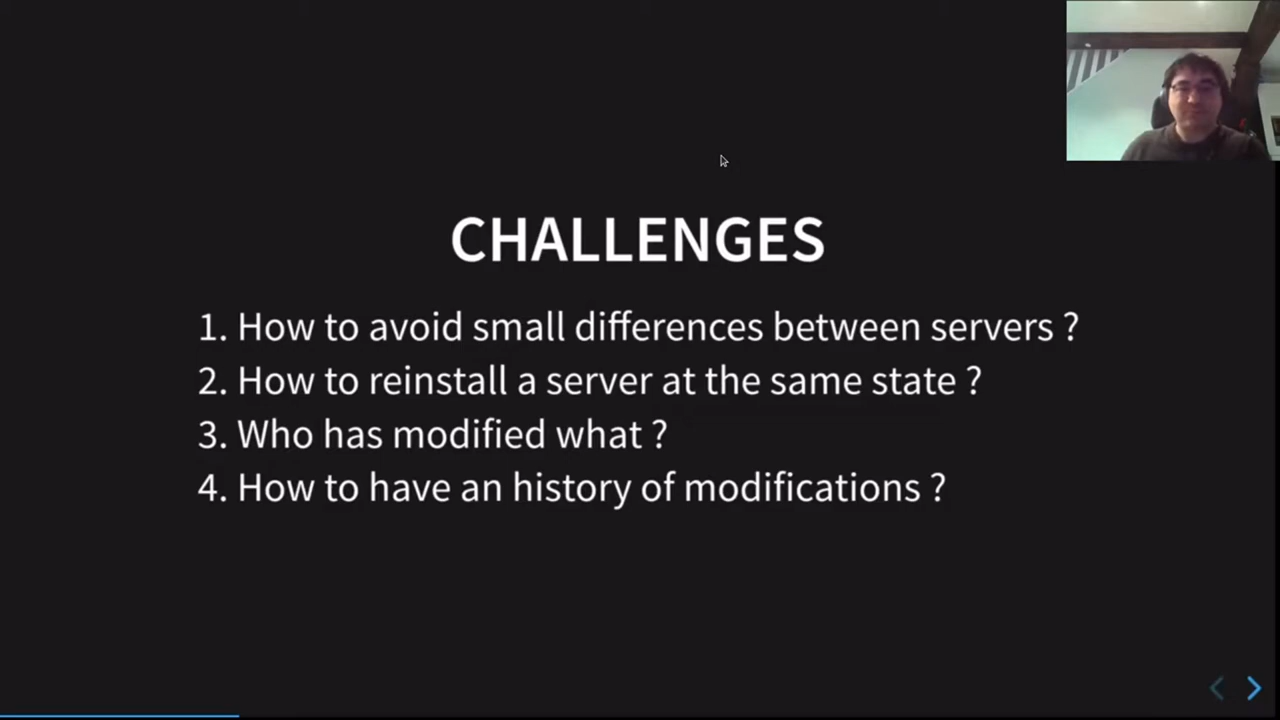 CHALLENGES
1. How to avoid small differences between servers ?
2. How to reinstall a server at the same state ?
3. Who has modified what ?
4. How to have an history of modifications ?